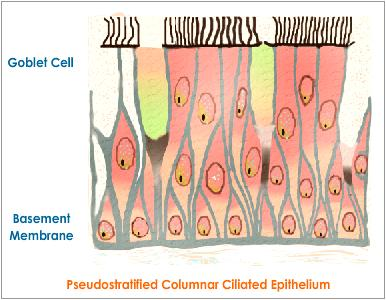 Goblet Cell
Basement
Membrane
Pseudostratified Columnar Ciliated Epithelium